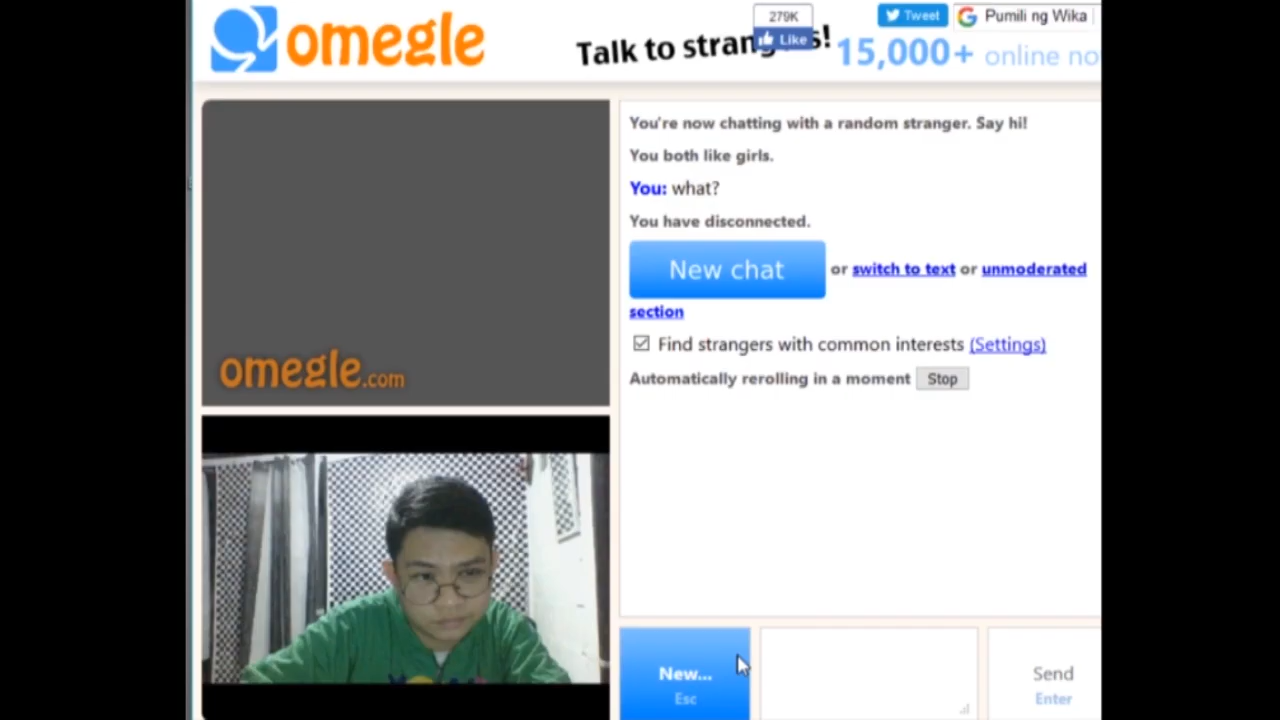 omegle
Talk to strangers!
279K
Like
Tweet
Pumili ng Wika
15,000+ online no
You're now chatting with a random stranger. Say hi!
You both like girls.
You: what?
You have disconnected.
New chat or switch to text or unmoderated
section
Find strangers with common interests (Settings)
Automatically rerolling in a moment Stop
omegle.com
New...
Esc
Send
Enter